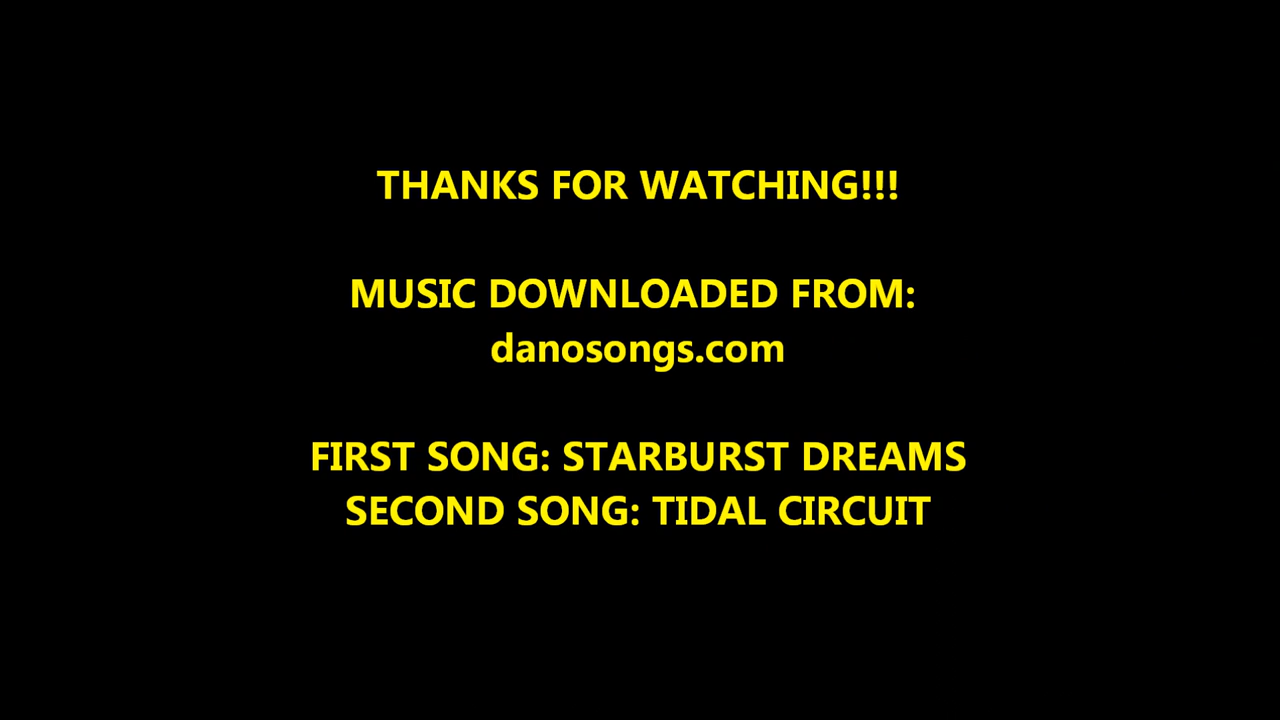 THANKS FOR WATCHING!!!
MUSIC DOWNLOADED FROM:
danosongs.com
FIRST SONG: STARBURST DREAMS
SECOND SONG: TIDAL CIRCUIT